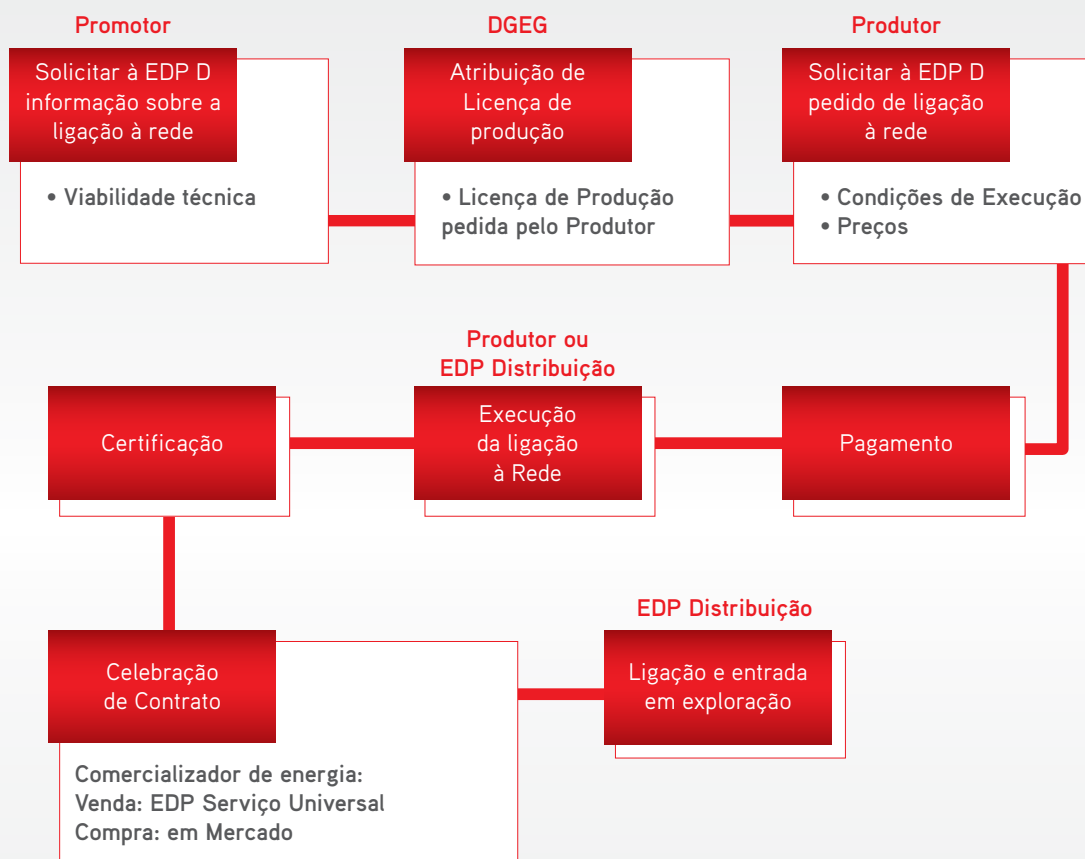 Promotor
Solicitar à EDP D
informação sobre a
ligação à rede
• Viabilidade técnica
DGEG
Atribuição de
Licença de
produção
• Licença de Produção
pedida pelo Produtor
Produtor
Solicitar à EDP D
pedido de ligação
à rede
• Condições de Execução
• Preços
Pagamento
Produtor ou
EDP Distribuição
Execução
da ligação
à Rede
Certificação
Celebração
de Contrato
Comercializador de energia:
Venda: EDP Serviço Universal
Compra: em Mercado
EDP Distribuição
Ligação e entrada
em exploração